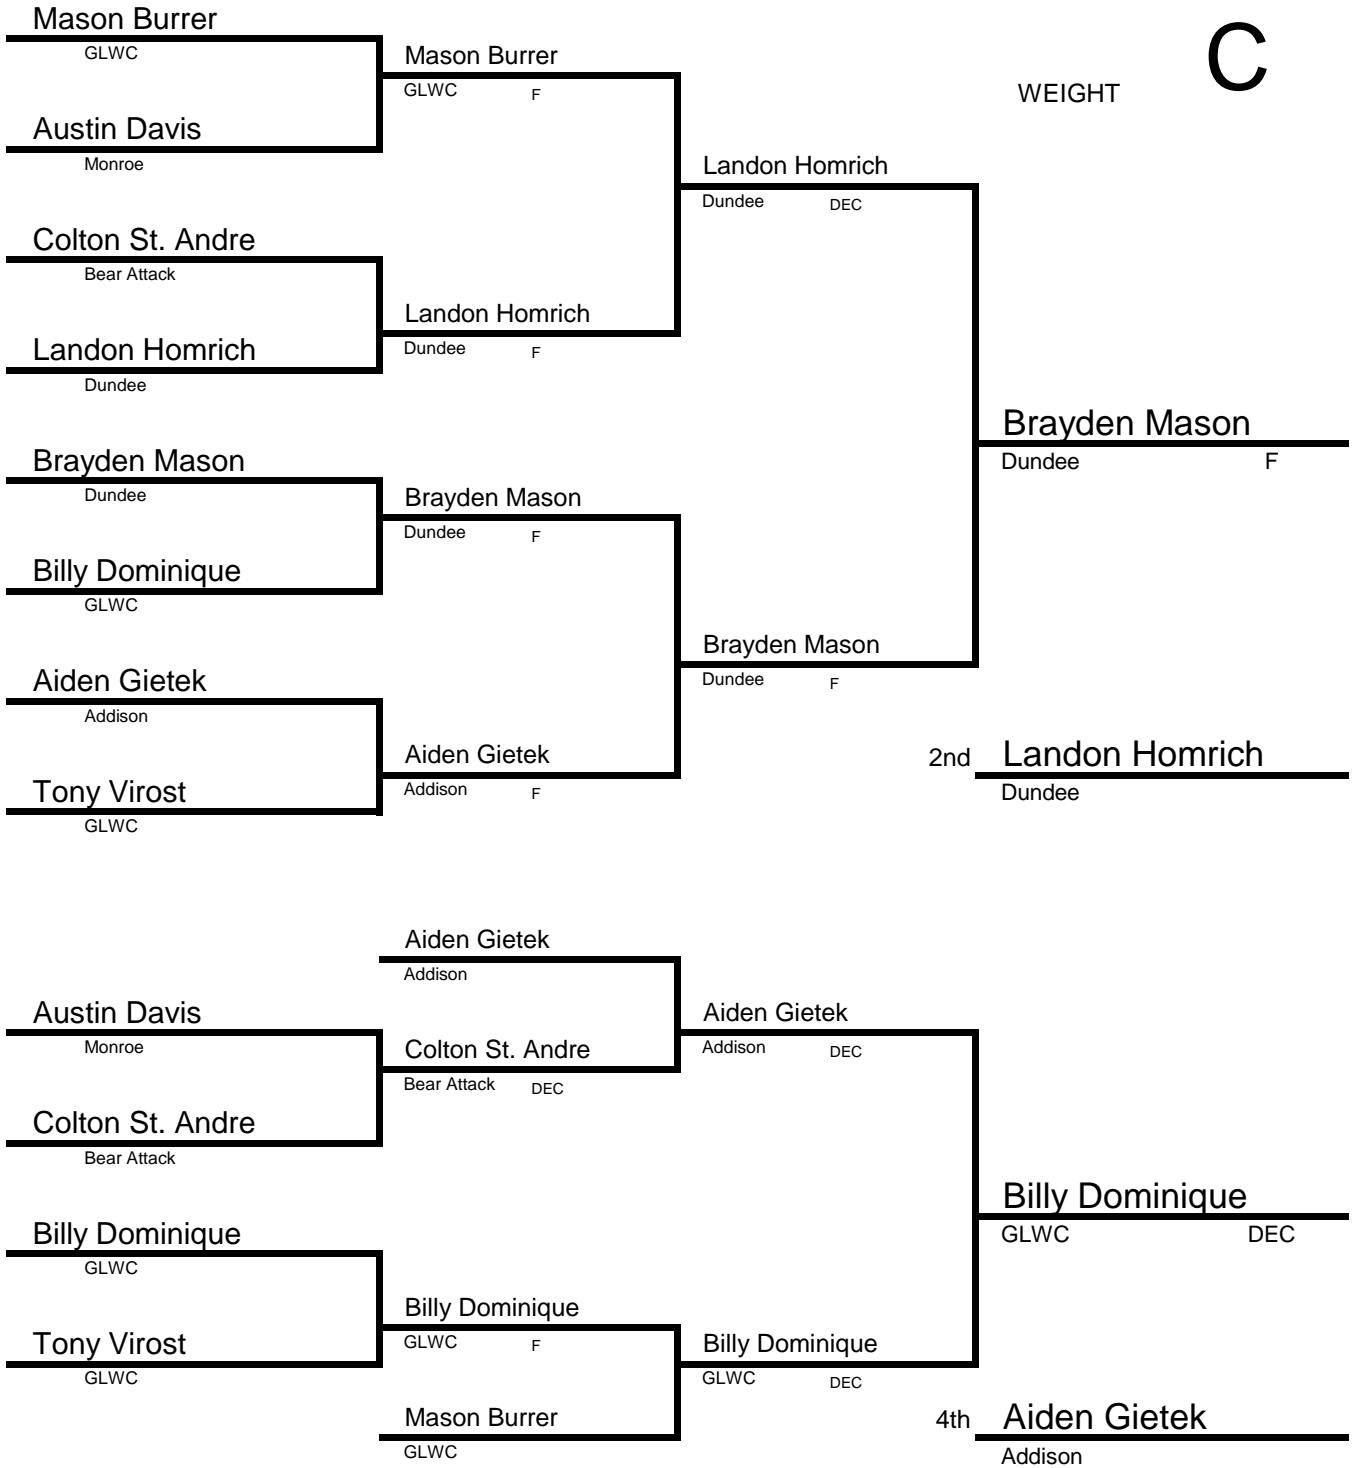 Mason Burrer
GLWC
Mason Burrer
GLWC F
C
WEIGHT
Austin Davis
Monroe
Landon Homrich
Dundee DEC
Colton St. Andre
Bear Attack
Landon Homrich
Dundee F
Landon Homrich
Dundee
Brayden Mason
Dundee F
Brayden Mason
Dundee
Brayden Mason
Dundee F
Billy Dominique
GLWC
Brayden Mason
Dundee F
Aiden Gietek
Addison
Aiden Gietek
Addison F
2nd Landon Homrich
Dundee
Tony Virost
GLWC
Aiden Gietek
Addison
Austin Davis
Monroe
Aiden Gietek
Addison DEC
Colton St. Andre
Bear Attack DEC
Colton St. Andre
Bear Attack
Billy Dominique
GLWC DEC
Billy Dominique
GLWC
Billy Dominique
GLWC F
Tony Virost
GLWC
Billy Dominique
GLWC DEC
Mason Burrer
GLWC
4th Aiden Gietek
Addison